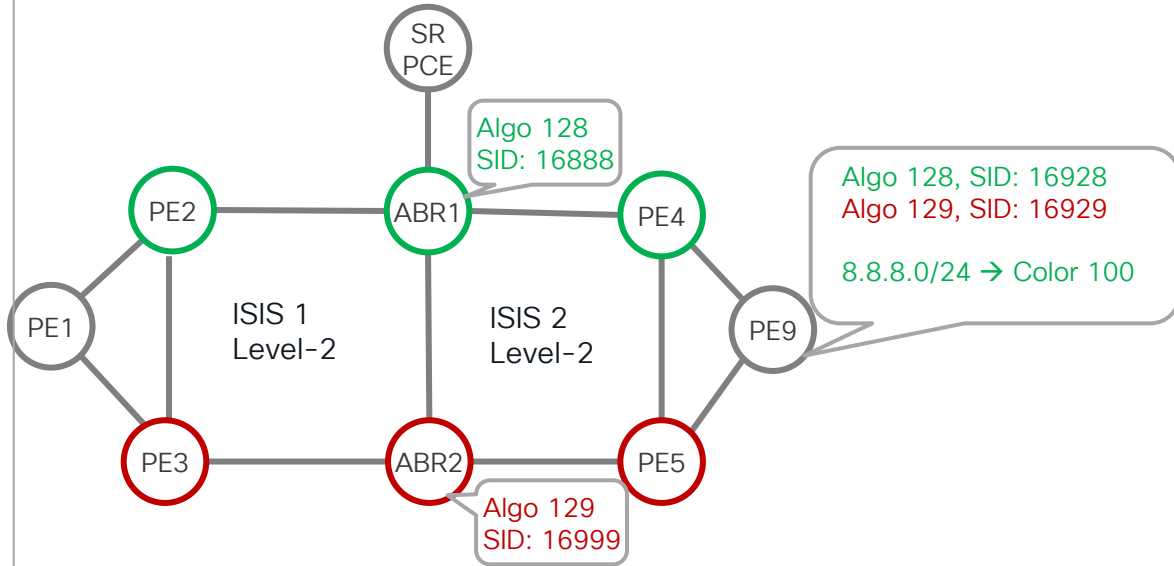 SR
PCE
Algo 128
SID: 16888
Algo 128, SID: 16928
Algo 129, SID: 16929
8.8.8.0/24 → Color 100
PE2
ABR1
PE4
PE1
ISIS 1
Level-2
ISIS 2
Level-2
PE9
PE3
ABR2
PE5
Algo 129
SID: 16999